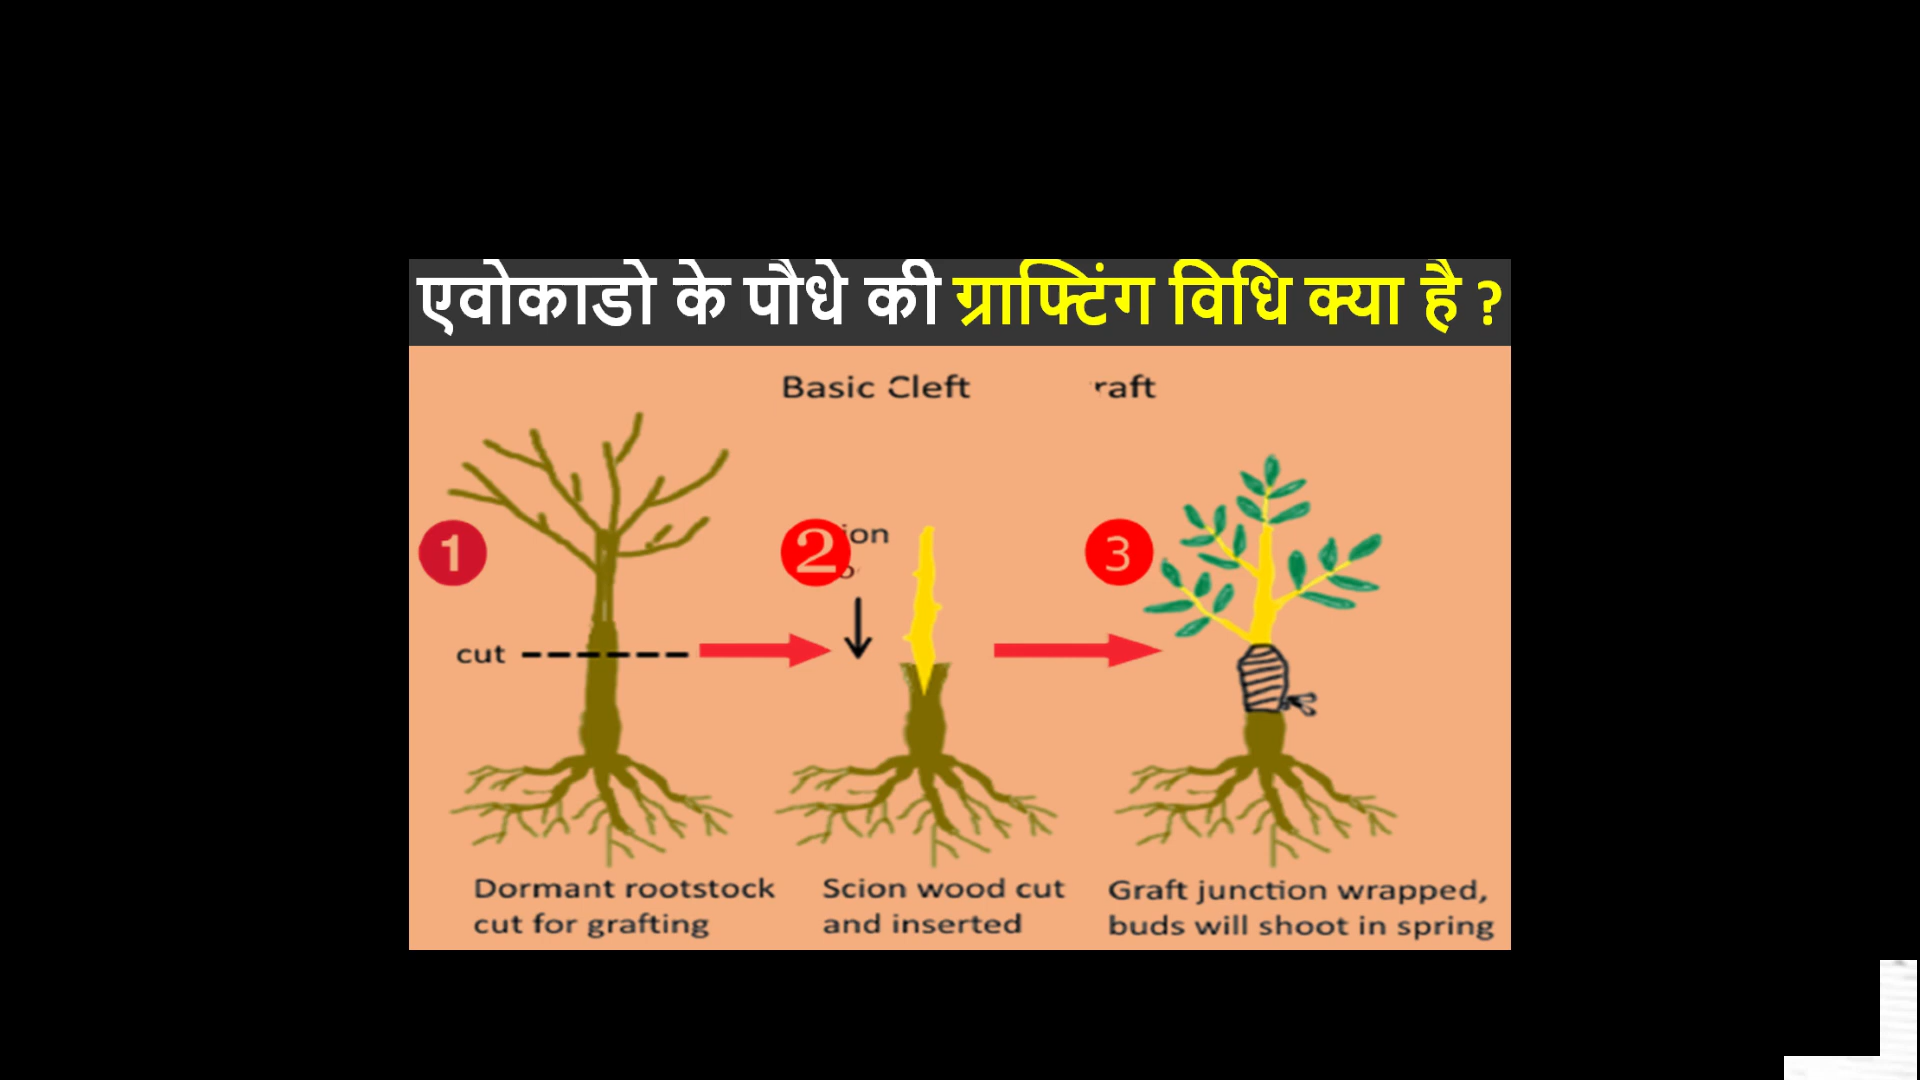 एवोकाडो के पौधे की ग्राफ्टिंग विधि क्या है ?
Basic Cleft
1
2
3
cut
Dormant rootstock
cut for grafting
Scion wood cut
and inserted
Graft junction wrapped,
buds will shoot in spring